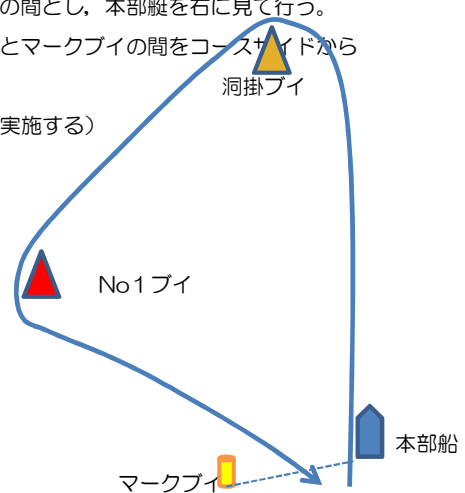 の間とし，本部艇を右に見て行う。
とマークブイの間をコースサイドから
洞掛ブイ
実施する）
No１ブイ
本部船
マークブイ